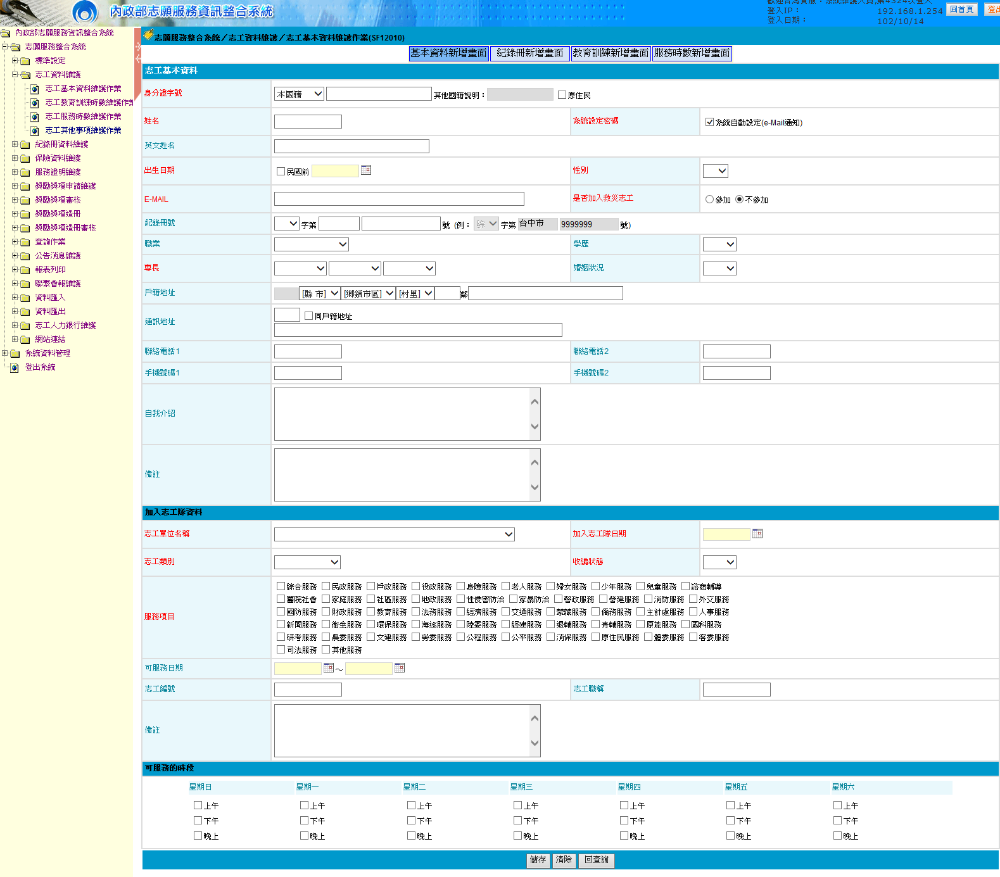 內政部志願服務資訊整合系統
登入IP：
192.168.1.254
登入日期：
102/10/14
回首頁
登出
內政部志願服務資訊整合系統
志願服務整合系統
標準設定
志工資料維護
志工基本資料維護作業
志工教育訓練時數維護作業
志工服務時數維護作業
志工其他事項維護作業
紀錄冊資料維護
保險資料維護
服務證明維護
獎勵獎項申請維護
獎勵獎項審核
獎勵獎項造冊
獎勵獎項造冊審核
查詢作業
公告消息維護
報表列印
聯繫會報維護
資料匯入
資料匯出
志工人力銀行維護
網站連結
系統資料管理
登出系統
志願服務整合系統／志工資料維護／志工基本資料維護作業(SF12010)
基本資料新增畫面 紀錄冊新增畫面 教育訓練新增畫面 服務時數新增畫面
志工基本資料
身分證字號 本國籍 其他國籍說明： 原住民
姓名 系統設定密碼 系統自動設定(e-Mail通知)
英文姓名
出生日期 民國前 性別
E-MAIL 是否加入救災志工 參加 不參加
紀錄冊號 字第 號 (例： 綜 字第 台中市 9999999 號)
職業 學歷
專長 婚姻狀況
戶籍地址 [縣 市] [鄉鎮市區] [村里] 鄰
通訊地址 同戶籍地址
聯絡電話1 聯絡電話2
手機號碼1 手機號碼2
自我介紹
備註
加入志工隊資料
志工單位名稱 加入志工隊日期
志工類別 收編狀態
服務項目
綜合服務 民政服務 戶政服務 役政服務 身障服務 老人服務 婦女服務 少年服務 兒童服務 諮商輔導
醫院社會 家庭服務 社區服務 地政服務 性侵害防治 家暴防治 警政服務 營建服務 消防服務 外交服務
國防服務 財政服務 教育服務 法務服務 經濟服務 交通服務 蒙藏服務 僑務服務 主計處服務 人事服務
新聞服務 衛生服務 環保服務 海巡服務 陸委服務 經建服務 退輔服務 青輔服務 原能服務 國科服務
研考服務 農委服務 文建服務 勞委服務 公程服務 公平服務 消保服務 原住民服務 體委服務 客委服務
司法服務 其他服務
可服務日期 ～
志工編號 志工職稱
備註
可服務的時段
星期日 星期一 星期二 星期三 星期四 星期五 星期六
上午 上午 上午 上午 上午 上午 上午
下午 下午 下午 下午 下午 下午 下午
晚上 晚上 晚上 晚上 晚上 晚上 晚上
儲存 清除 回查詢